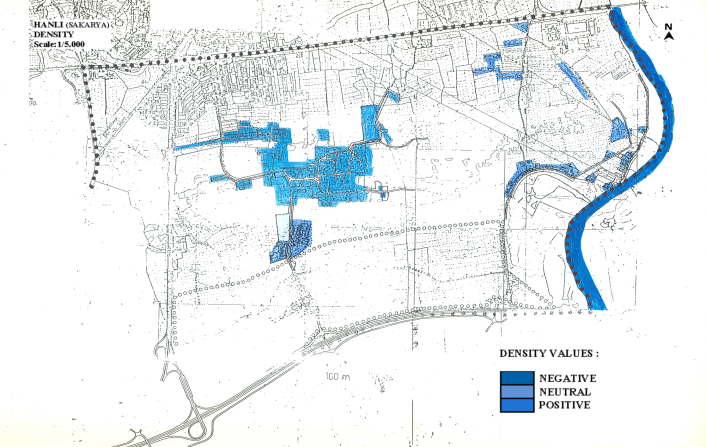 HANLI (SAKARYA)
DENSITY
Scale: 1/5.000
N
100 m
DENSITY VALUES :
NEGATIVE
NEUTRAL
POSITIVE